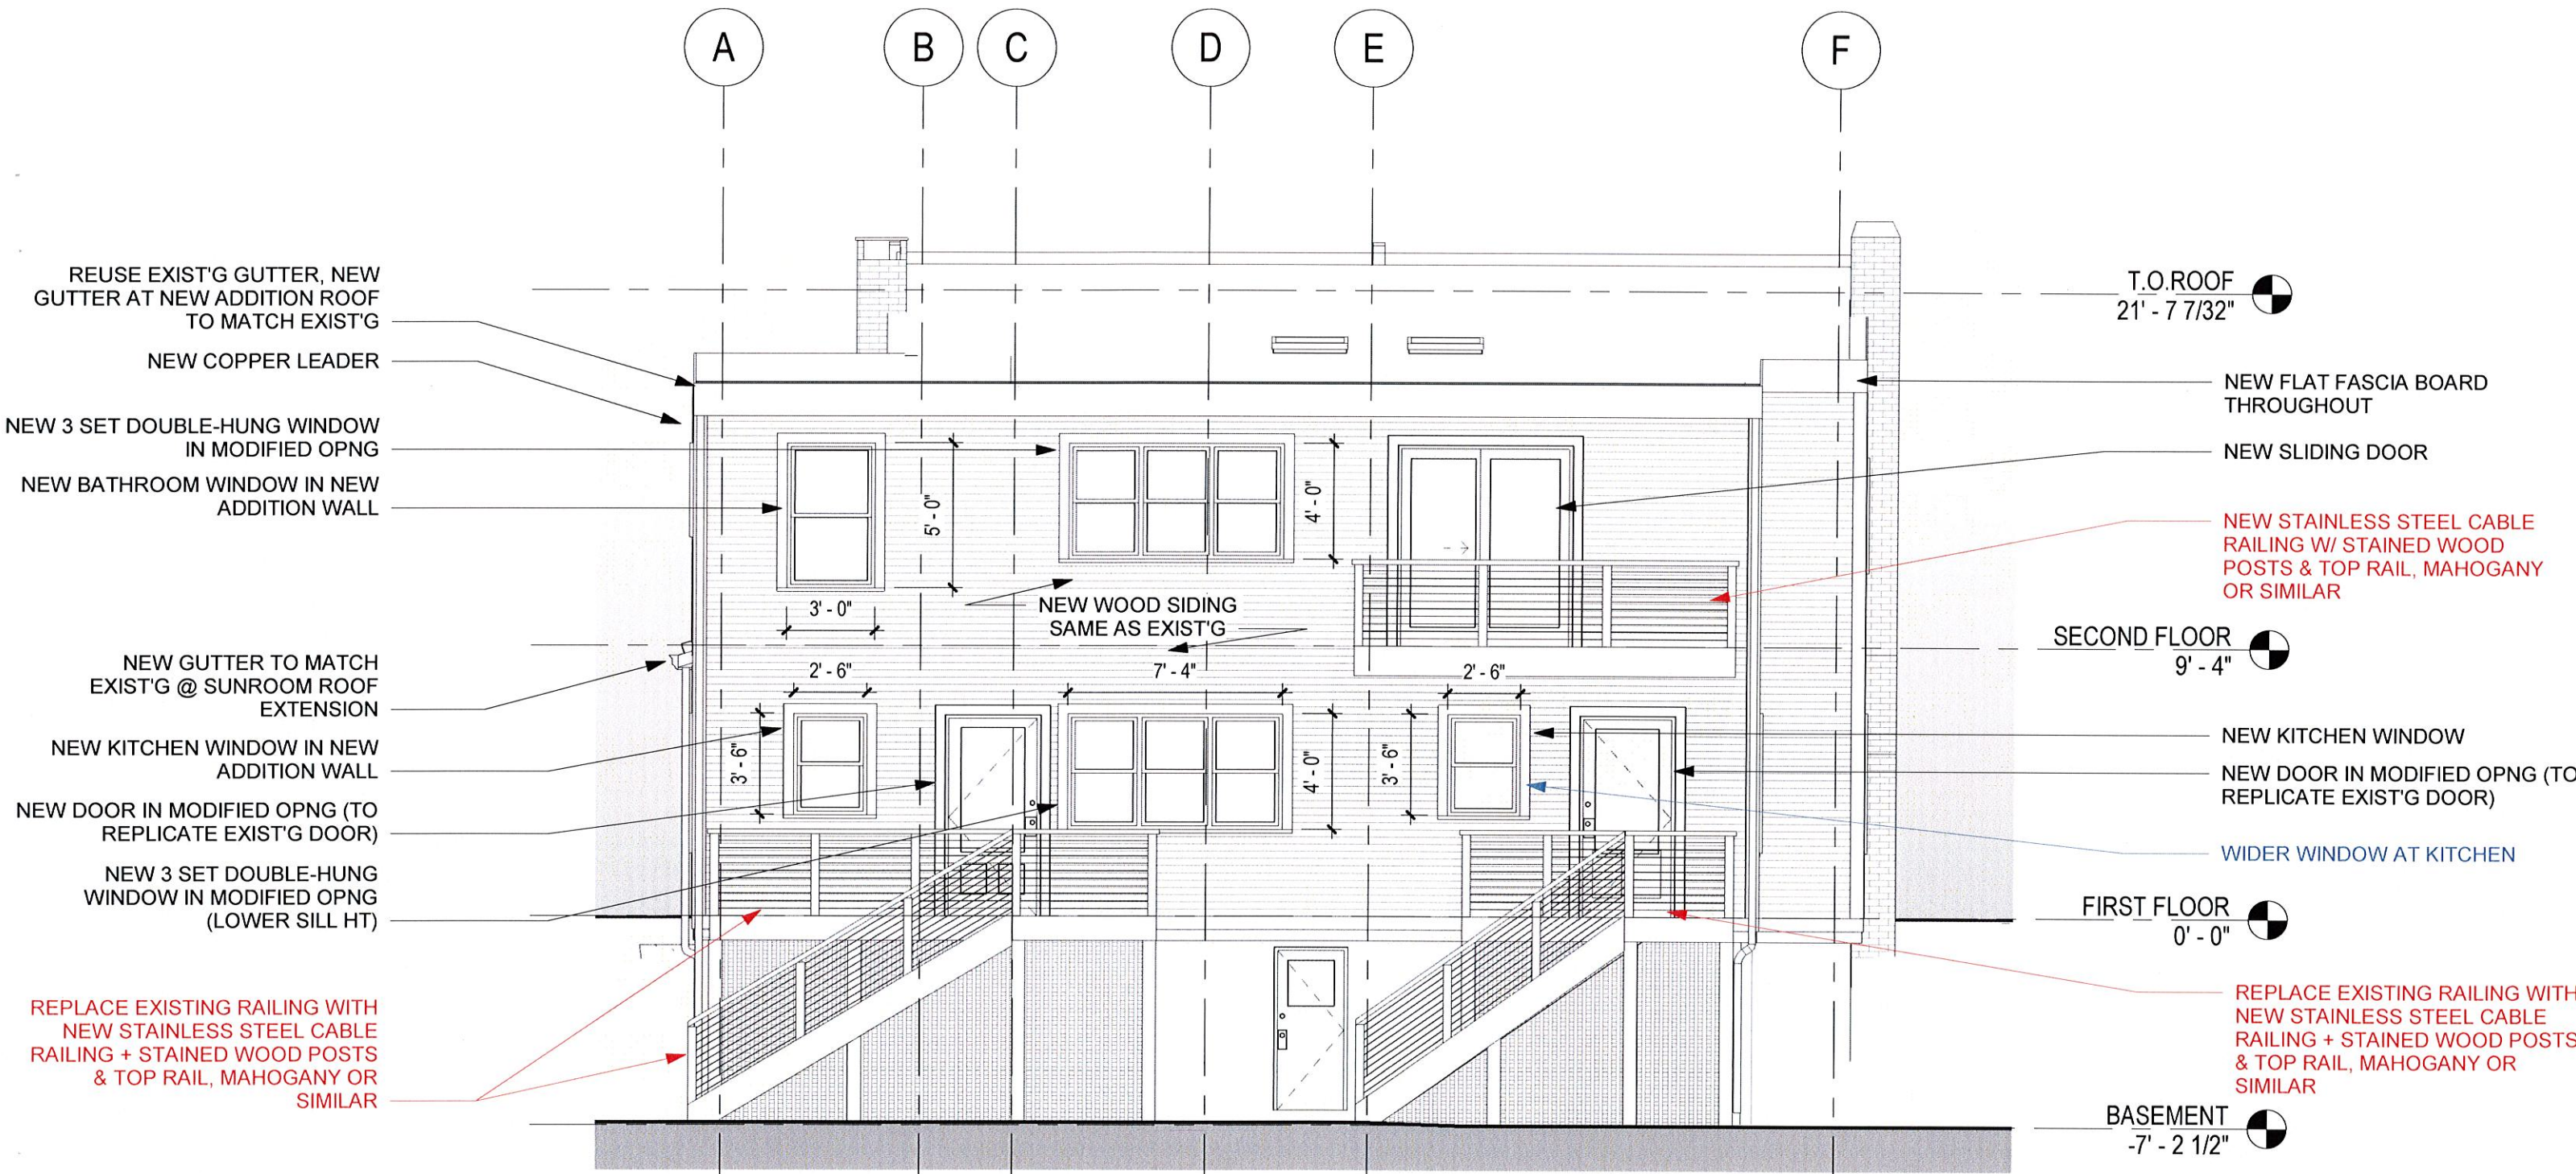 A
B
C
D
E
F
REUSE EXIST'G GUTTER, NEW
GUTTER AT NEW ADDITION ROOF
TO MATCH EXIST'G
NEW COPPER LEADER
NEW 3 SET DOUBLE-HUNG WINDOW
IN MODIFIED OPNG
NEW BATHROOM WINDOW IN NEW
ADDITION WALL
NEW GUTTER TO MATCH
EXIST'G @ SUNROOM ROOF
EXTENSION
NEW KITCHEN WINDOW IN NEW
ADDITION WALL
NEW DOOR IN MODIFIED OPNG (TO
REPLICATE EXIST'G DOOR)
NEW 3 SET DOUBLE-HUNG
WINDOW IN MODIFIED OPNG
(LOWER SILL HT)
REPLACE EXISTING RAILING WITH
NEW STAINLESS STEEL CABLE
RAILING + STAINED WOOD POSTS
& TOP RAIL, MAHOGANY OR
SIMILAR
5' - 0"
4' - 0"
3' - 0"
NEW WOOD SIDING
SAME AS EXIST'G
2' - 6"
7' - 4"
2' - 6"
3' - 6"
4' - 0"
3' - 6"
T.O.ROOF
21' - 7 7/32"
NEW FLAT FASCIA BOARD
THROUGHOUT
NEW SLIDING DOOR
NEW STAINLESS STEEL CABLE
RAILING W/ STAINED WOOD
POSTS & TOP RAIL, MAHOGANY
OR SIMILAR
SECOND FLOOR
9' - 4"
NEW KITCHEN WINDOW
NEW DOOR IN MODIFIED OPNG (TO
REPLICATE EXIST'G DOOR)
WIDER WINDOW AT KITCHEN
FIRST FLOOR
0' - 0"
REPLACE EXISTING RAILING WITH
NEW STAINLESS STEEL CABLE
RAILING + STAINED WOOD POSTS
& TOP RAIL, MAHOGANY OR
SIMILAR
BASEMENT
-7' - 2 1/2"